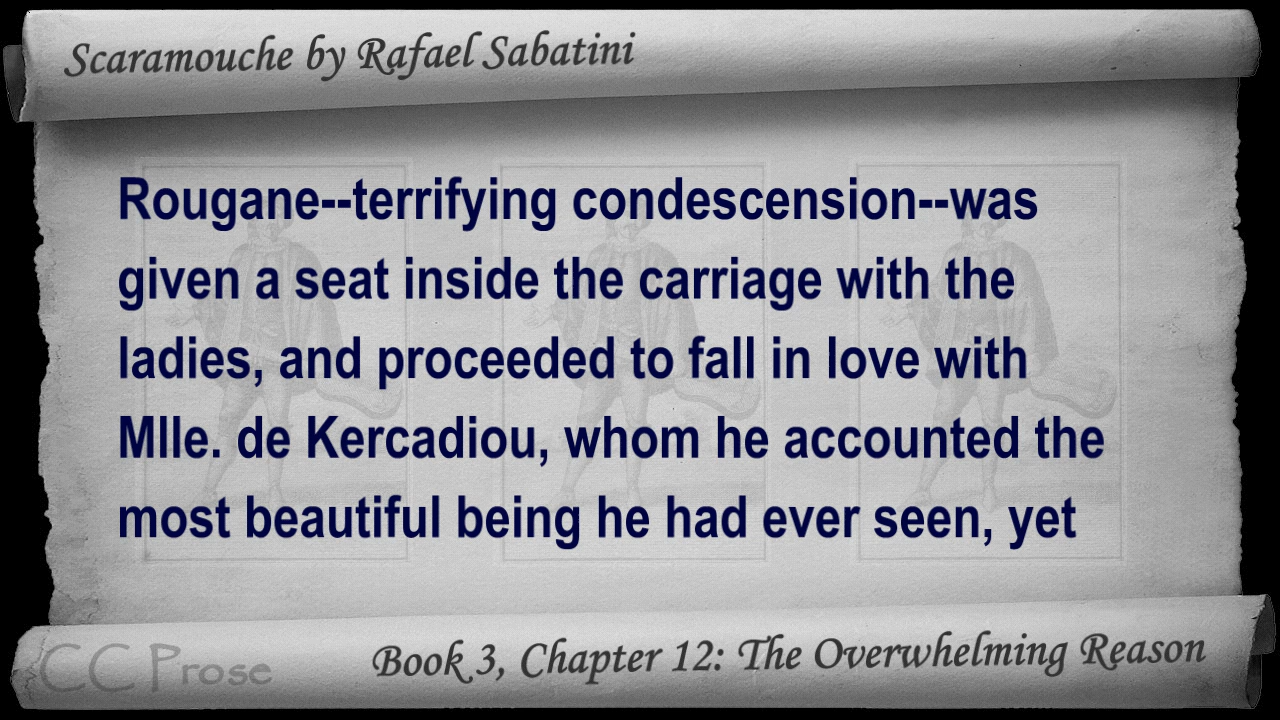 Scaramouche by Rafael Sabatini
Rougane--terrifying condescension--was
given a seat inside the carriage with the
ladies, and proceeded to fall in love with
Mlle. de Kercadiou, whom he accounted the
most beautiful being he had ever seen, yet
CC Prose
Book 3, Chapter 12: The Overwhelming Reason